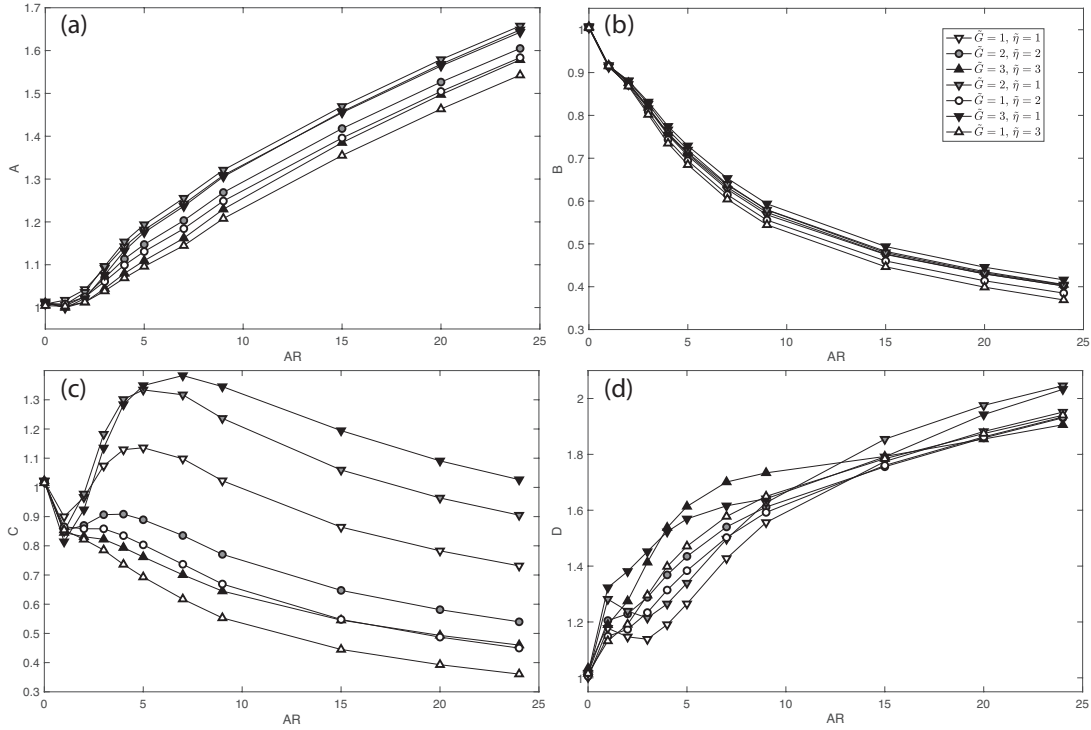 (a)
1.7
1.6
1.5
1.4
1.3
1.2
1.1
1
A
0 5 10 15 20 25
AR
(b)
1
0.9
0.8
0.7
0.6
0.5
0.4
0.3
B
0 5 10 15 20 25
AR
G̃ = 1, η̃ = 1
G̃ = 2, η̃ = 2
G̃ = 3, η̃ = 3
G̃ = 2, η̃ = 1
G̃ = 1, η̃ = 2
G̃ = 3, η̃ = 1
G̃ = 1, η̃ = 3
(c)
1.3
1.2
1.1
1
0.9
0.8
0.7
0.6
0.5
0.4
0.3
C
0 5 10 15 20 25
AR
(d)
2
1.8
1.6
1.4
1.2
1
D
0 5 10 15 20 25
AR